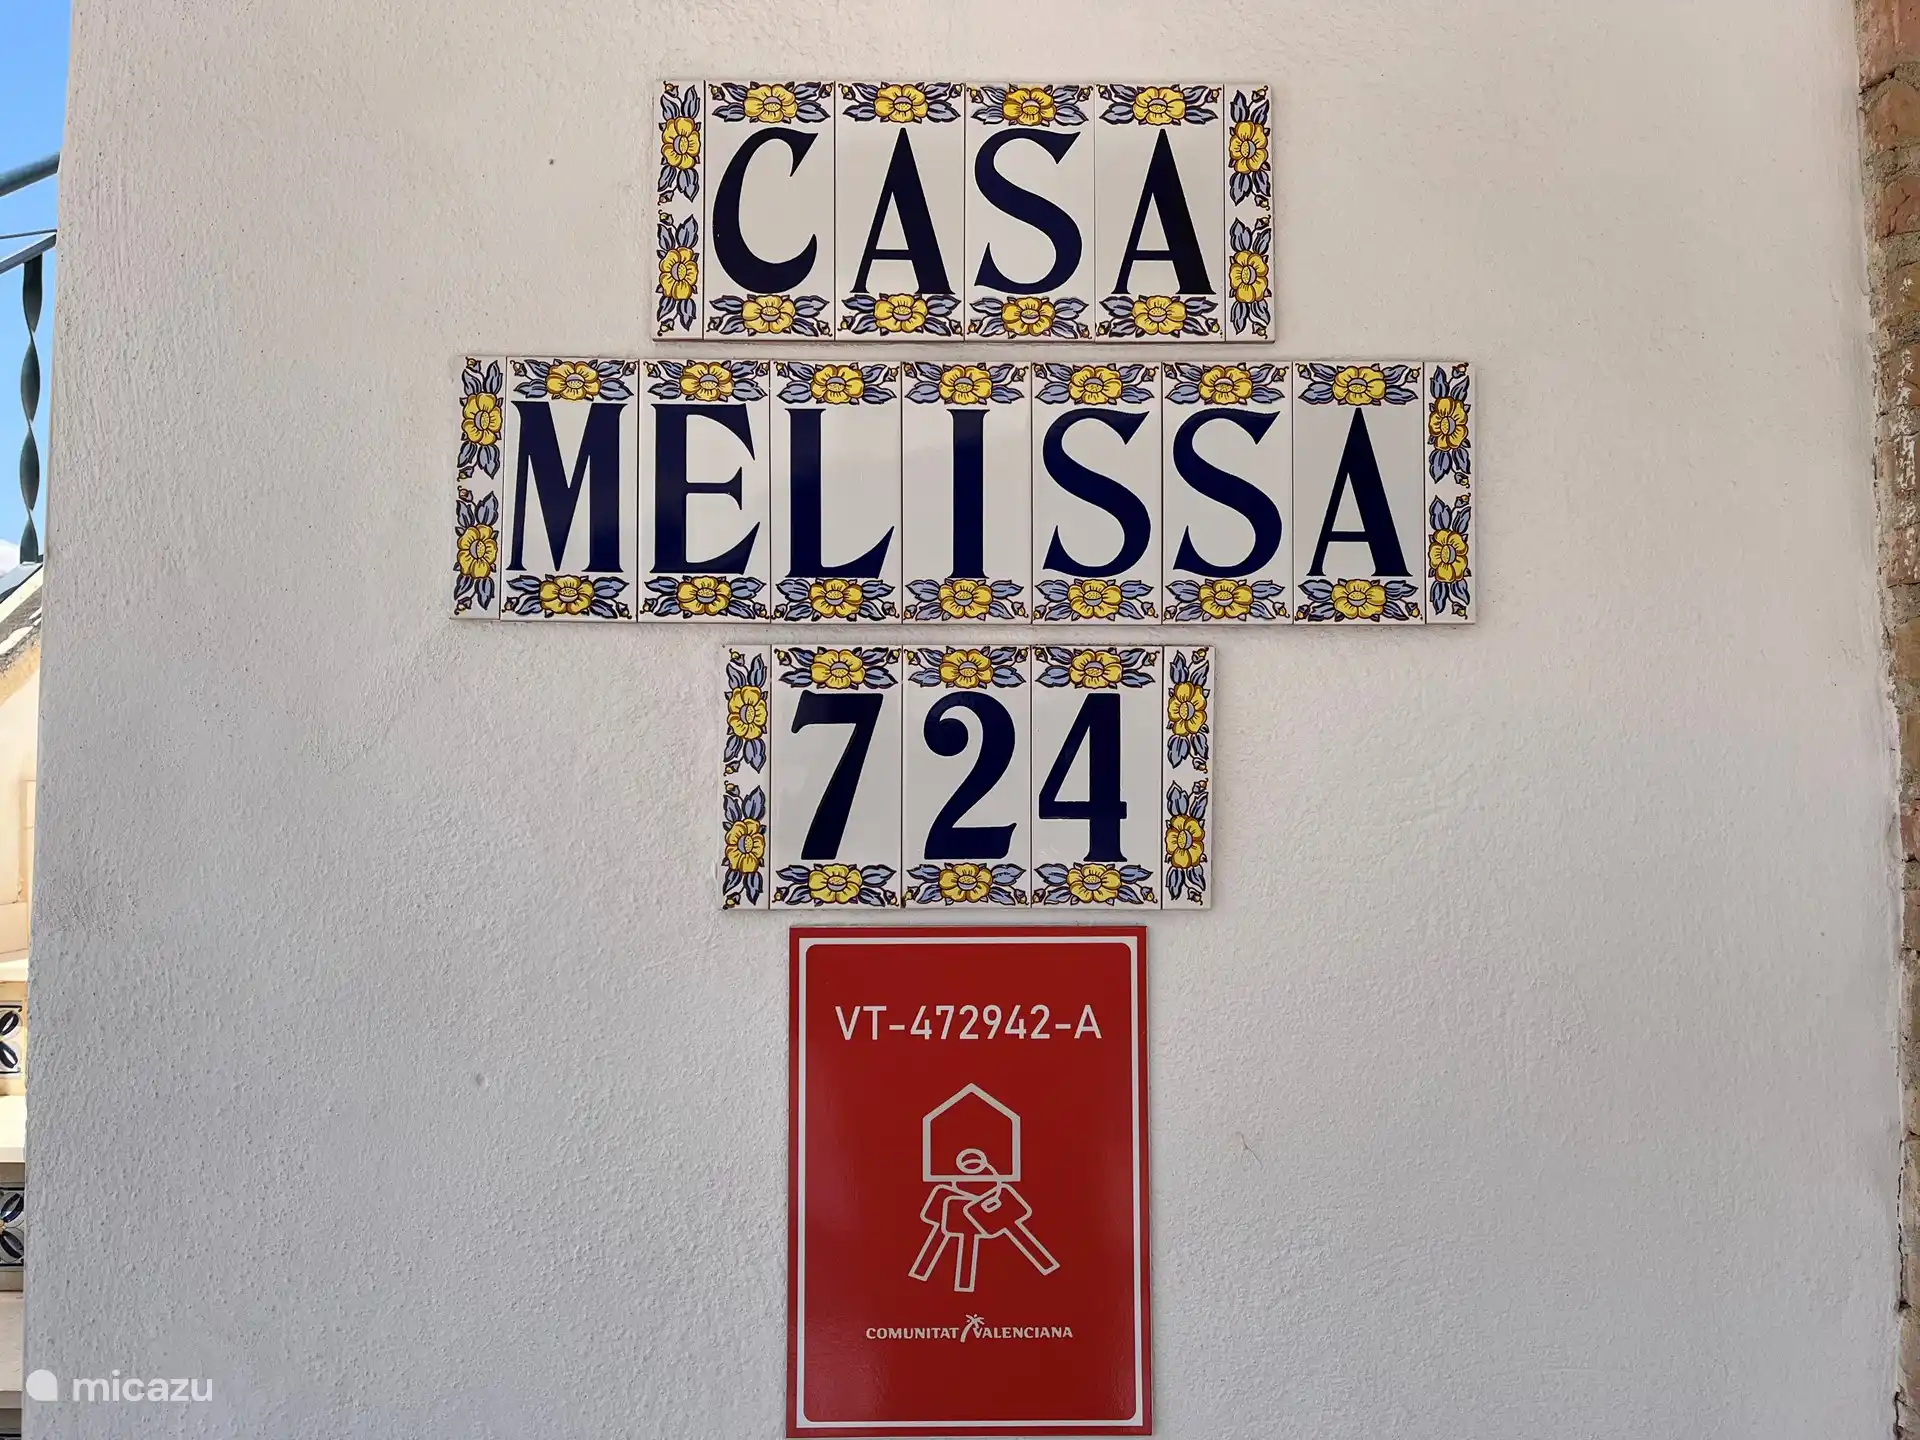 CASA
MELISSA
724
VT-472942-A
COMUNITAT VALENCIANA
micazu